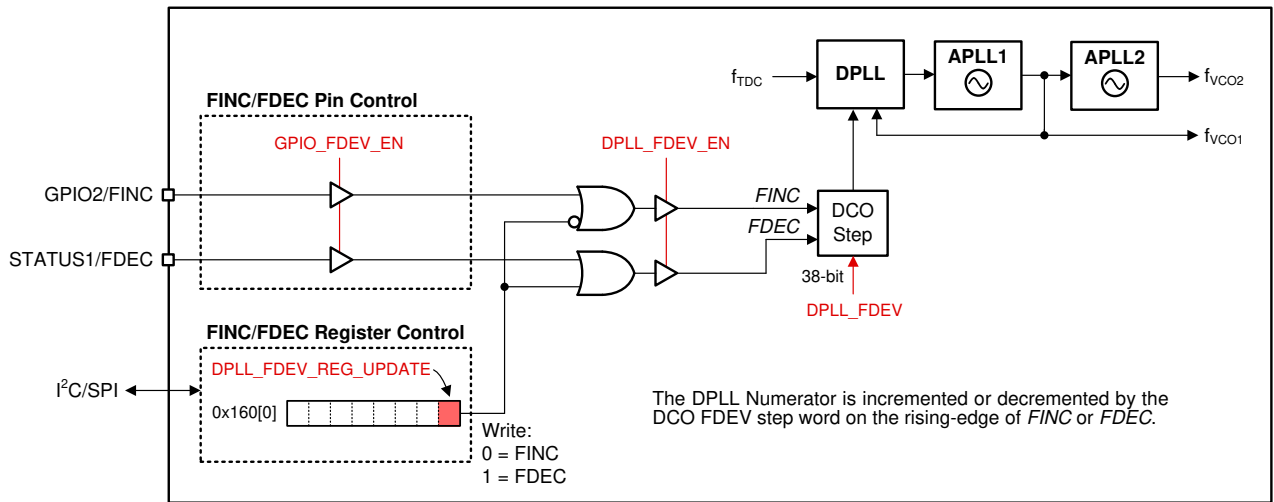 DPLL
APLL1
APLL2
fTDC
fVCO2
fVCO1
FINC/FDEC Pin Control
GPIO_FDEV_EN
DPLL_FDEV_EN
GPIO2/FINC
FINC
DCO
Step
FDEC
STATUS1/FDEC
38-bit
DPLL_FDEV
FINC/FDEC Register Control
DPLL_FDEV_REG_UPDATE
I²C/SPI
0x160[0]
Write:
0 = FINC
1 = FDEC
The DPLL Numerator is incremented or decremented by the
DCO FDEV step word on the rising-edge of FINC or FDEC.